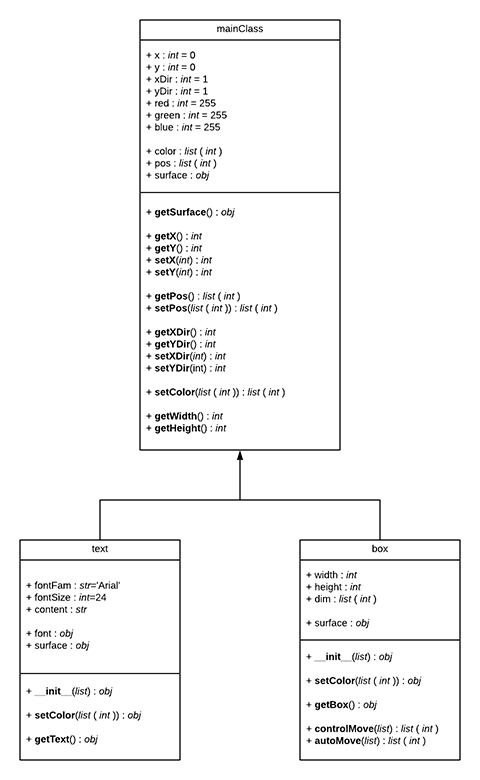 mainClass
+ x : int = 0
+ y : int = 0
+ xDir : int = 1
+ yDir : int = 1
+ red : int = 255
+ green : int = 255
+ blue : int = 255
+ color : list ( int )
+ pos : list ( int )
+ surface : obj
+ getSurface() : obj
+ getX() : int
+ getY() : int
+ setX(int) : int
+ setY(int) : int
+ getPos() : list ( int )
+ setPos(list ( int )) : list ( int )
+ getXDir() : int
+ getYDir() : int
+ setXDir(int) : int
+ setYDir(int) : int
+ setColor(list ( int )) : list ( int )
+ getWidth() : int
+ getHeight() : int
text
+ fontFam : str='Arial'
+ fontSize : int=24
+ content : str
+ font : obj
+ surface : obj
+ __init__(list) : obj
+ setColor(list ( int )) : obj
+ getText() : obj
box
+ width : int
+ height : int
+ dim : list ( int )
+ surface : obj
+ __init__(list) : obj
+ setColor(list ( int )) : obj
+ getBox() : obj
+ controlMove(list) : list ( int )
+ autoMove(list) : list ( int )